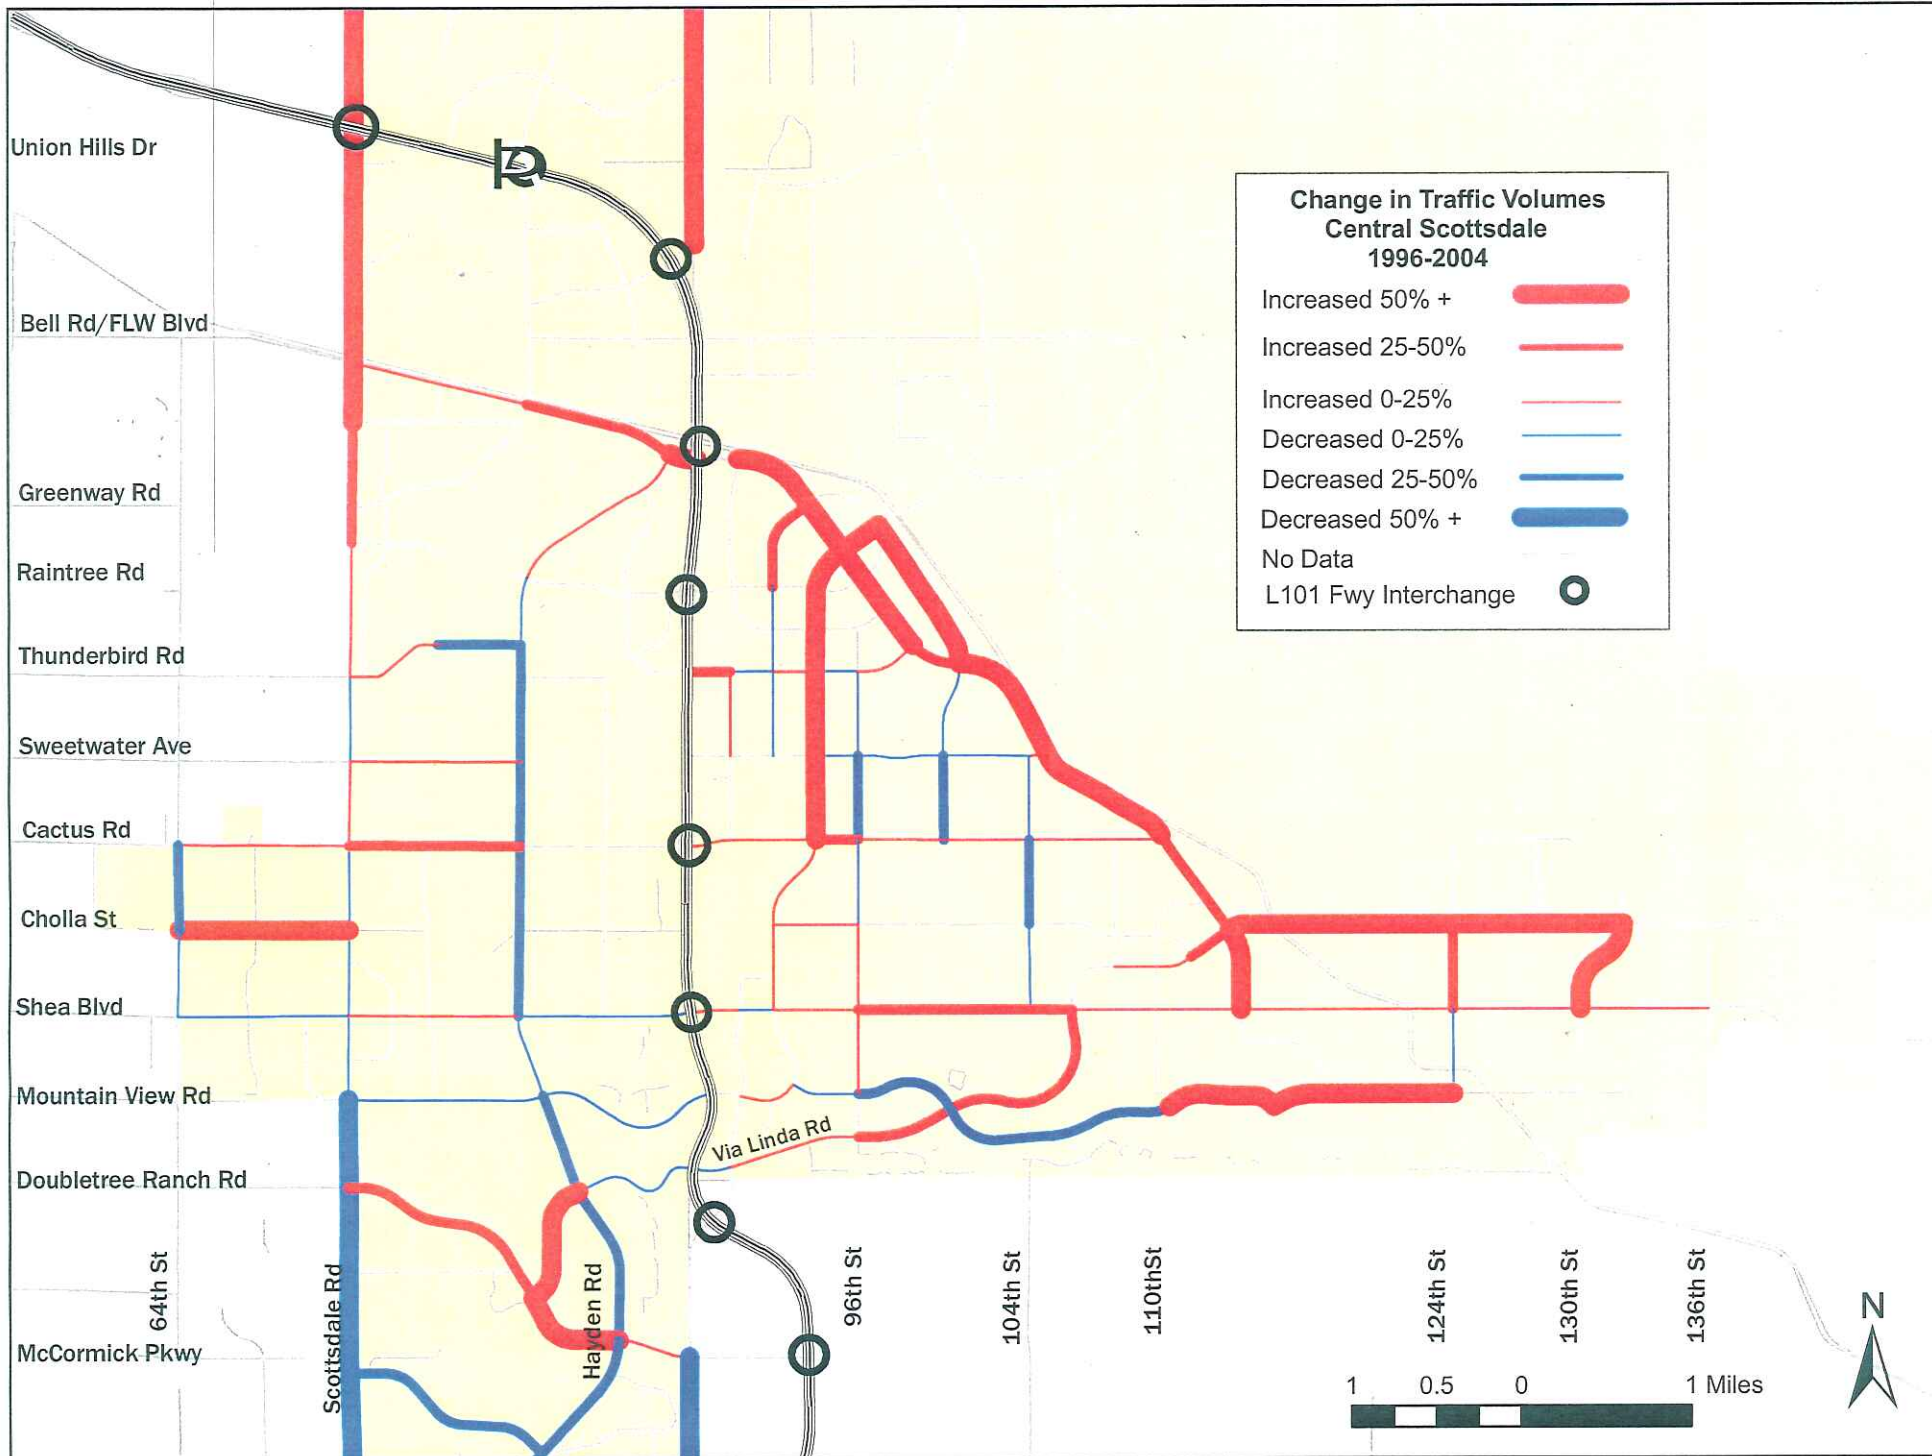 Union Hills Dr
Bell Rd/FLW Blvd
Greenway Rd
Raintree Rd
Thunderbird Rd
Sweetwater Ave
Cactus Rd
Cholla St
Shea Blvd
Mountain View Rd
Doubletree Ranch Rd
McCormick Pkwy
Change in Traffic Volumes
Central Scottsdale
1996-2004
Increased 50% +
Increased 25-50%
Increased 0-25%
Decreased 0-25%
Decreased 25-50%
Decreased 50% +
No Data
L101 Fwy Interchange
Via Linda Rd
64th St
Scottsdale Rd
Hayden Rd
96th St
104th St
110thSt
124th St
130th St
136th St
N
1 0.5 0 1 Miles